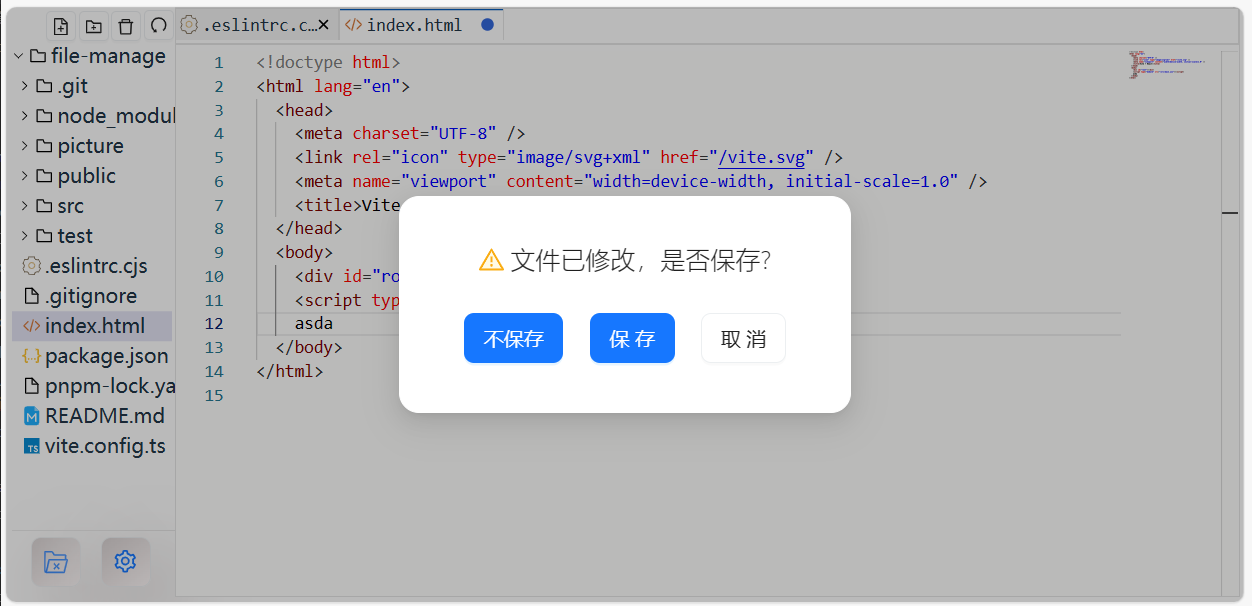 .eslintrc.c…
index.html
file-manage
.git
node_modul
picture
public
src
test
.eslintrc.cjs
.gitignore
index.html
package.json
pnpm-lock.ya
README.md
vite.config.ts
1 <!doctype html>
2 <html lang="en">
3 <head>
4 <meta charset="UTF-8" />
5 <link rel="icon" type="image/svg+xml" href="/vite.svg" />
6 <meta name="viewport" content="width=device-width, initial-scale=1.0" />
7 <title>Vite
8 </head>
9 <body>
10 <div id="ro
11 <script typ
12 asda
13 </body>
14 </html>
15
文件已修改，是否保存?
不保存
保 存
取 消